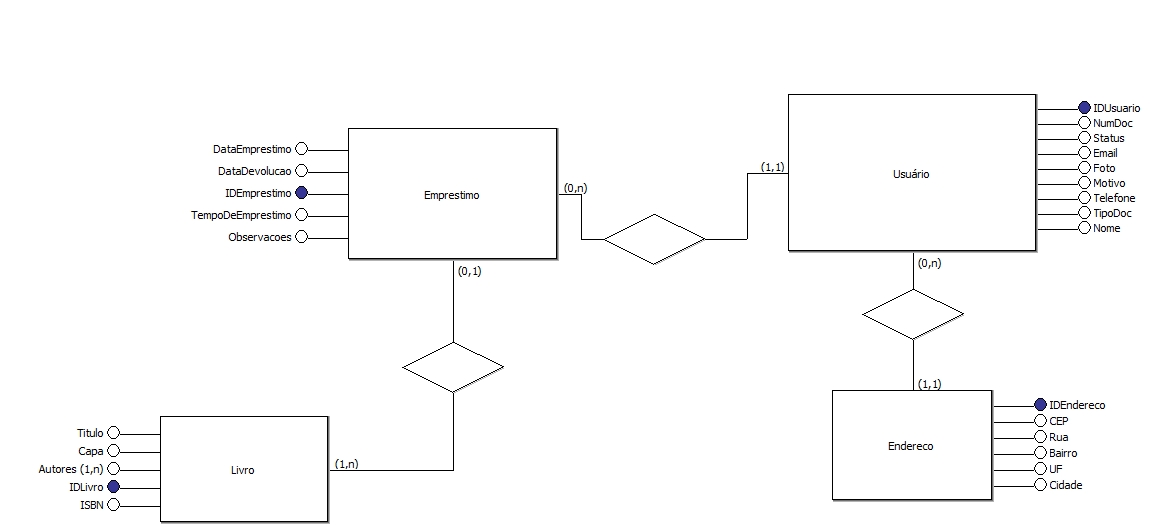 DataEmprestimo
DataDevolucao
IDEmprestimo
TempoDeEmprestimo
Observacoes
Emprestimo
(0,n)
(0,1)
(1,1)
Usuário
IDUsuario
NumDoc
Status
Email
Foto
Motivo
Telefone
TipoDoc
Nome
(0,n)
(1,1)
Endereco
IDEndereco
CEP
Rua
Bairro
UF
Cidade
Titulo
Capa
Autores (1,n)
IDLivro
ISBN
Livro
(1,n)